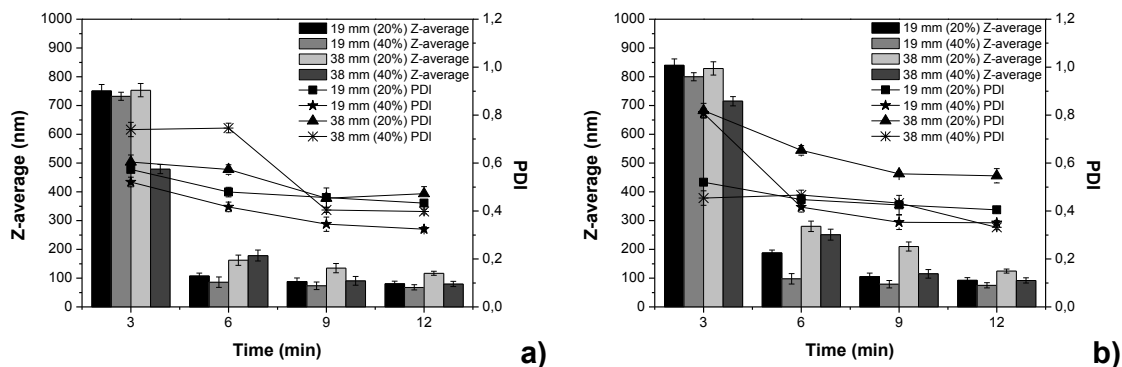 1000
900
800
700
600
500
400
300
200
100
0
Z-average (nm)
3
6
9
12
Time (min)
1,2
1,0
0,8
0,6
0,4
0,2
0,0
PDI
19 mm (20%) Z-average
19 mm (40%) Z-average
38 mm (20%) Z-average
38 mm (40%) Z-average
19 mm (20%) PDI
19 mm (40%) PDI
38 mm (20%) PDI
38 mm (40%) PDI
a)
1000
900
800
700
600
500
400
300
200
100
0
Z-average (nm)
3
6
9
12
Time (min)
1,2
1,0
0,8
0,6
0,4
0,2
0,0
PDI
19 mm (20%) Z-average
19 mm (40%) Z-average
38 mm (20%) Z-average
38 mm (40%) Z-average
19 mm (20%) PDI
19 mm (40%) PDI
38 mm (20%) PDI
38 mm (40%) PDI
b)